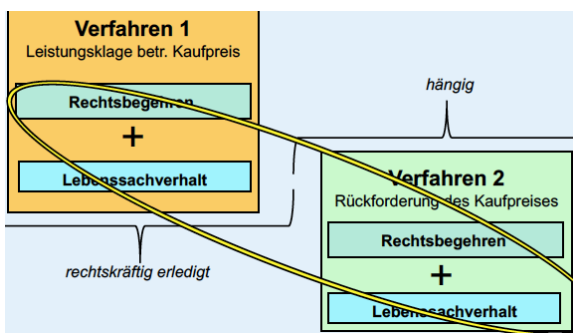 Verfahren 1
Leistungsklage betr. Kaufpreis
Rechtsbegehren
+
Lebenssachverhalt
rechtskräftig erledigt
hängig
Verfahren 2
Rückforderung des Kaufpreises
Rechtsbegehren
+
Lebenssachverhalt